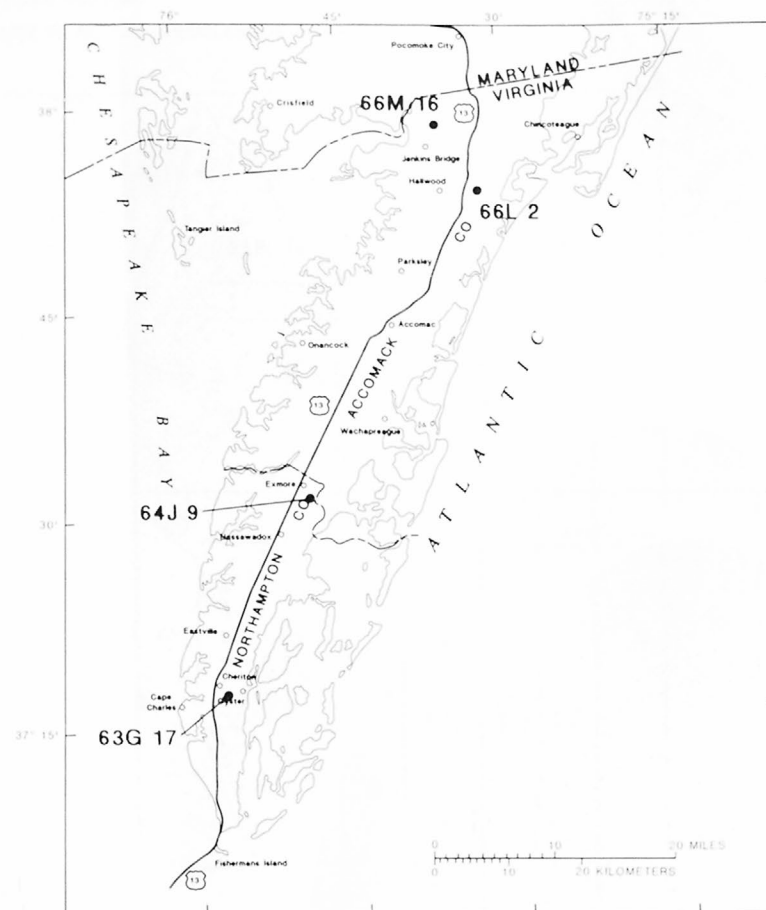 76°
45'
30'
25'
15'
Pocomoke City
MARYLAND
VIRGINIA
Crisfield
66M 16
38°
13
Chincoteague
Jenkins Bridge
Hallwood
66L 2
CO
Tangier Island
Parksley
45'
Accomac
Onancock
ACCOMACK
13
Wachapreague
CHESAPEAKE BAY
ATLANTIC OCEAN
Exmore
64J 9
CO
30'
Nassawadox
NORTHAMPTON
Eastville
Cheriton
Cape
Charles
Oyster
63G 17
37° 15'
0 10 20 MILES
0 10 20 KILOMETERS
Fishermans Island
13